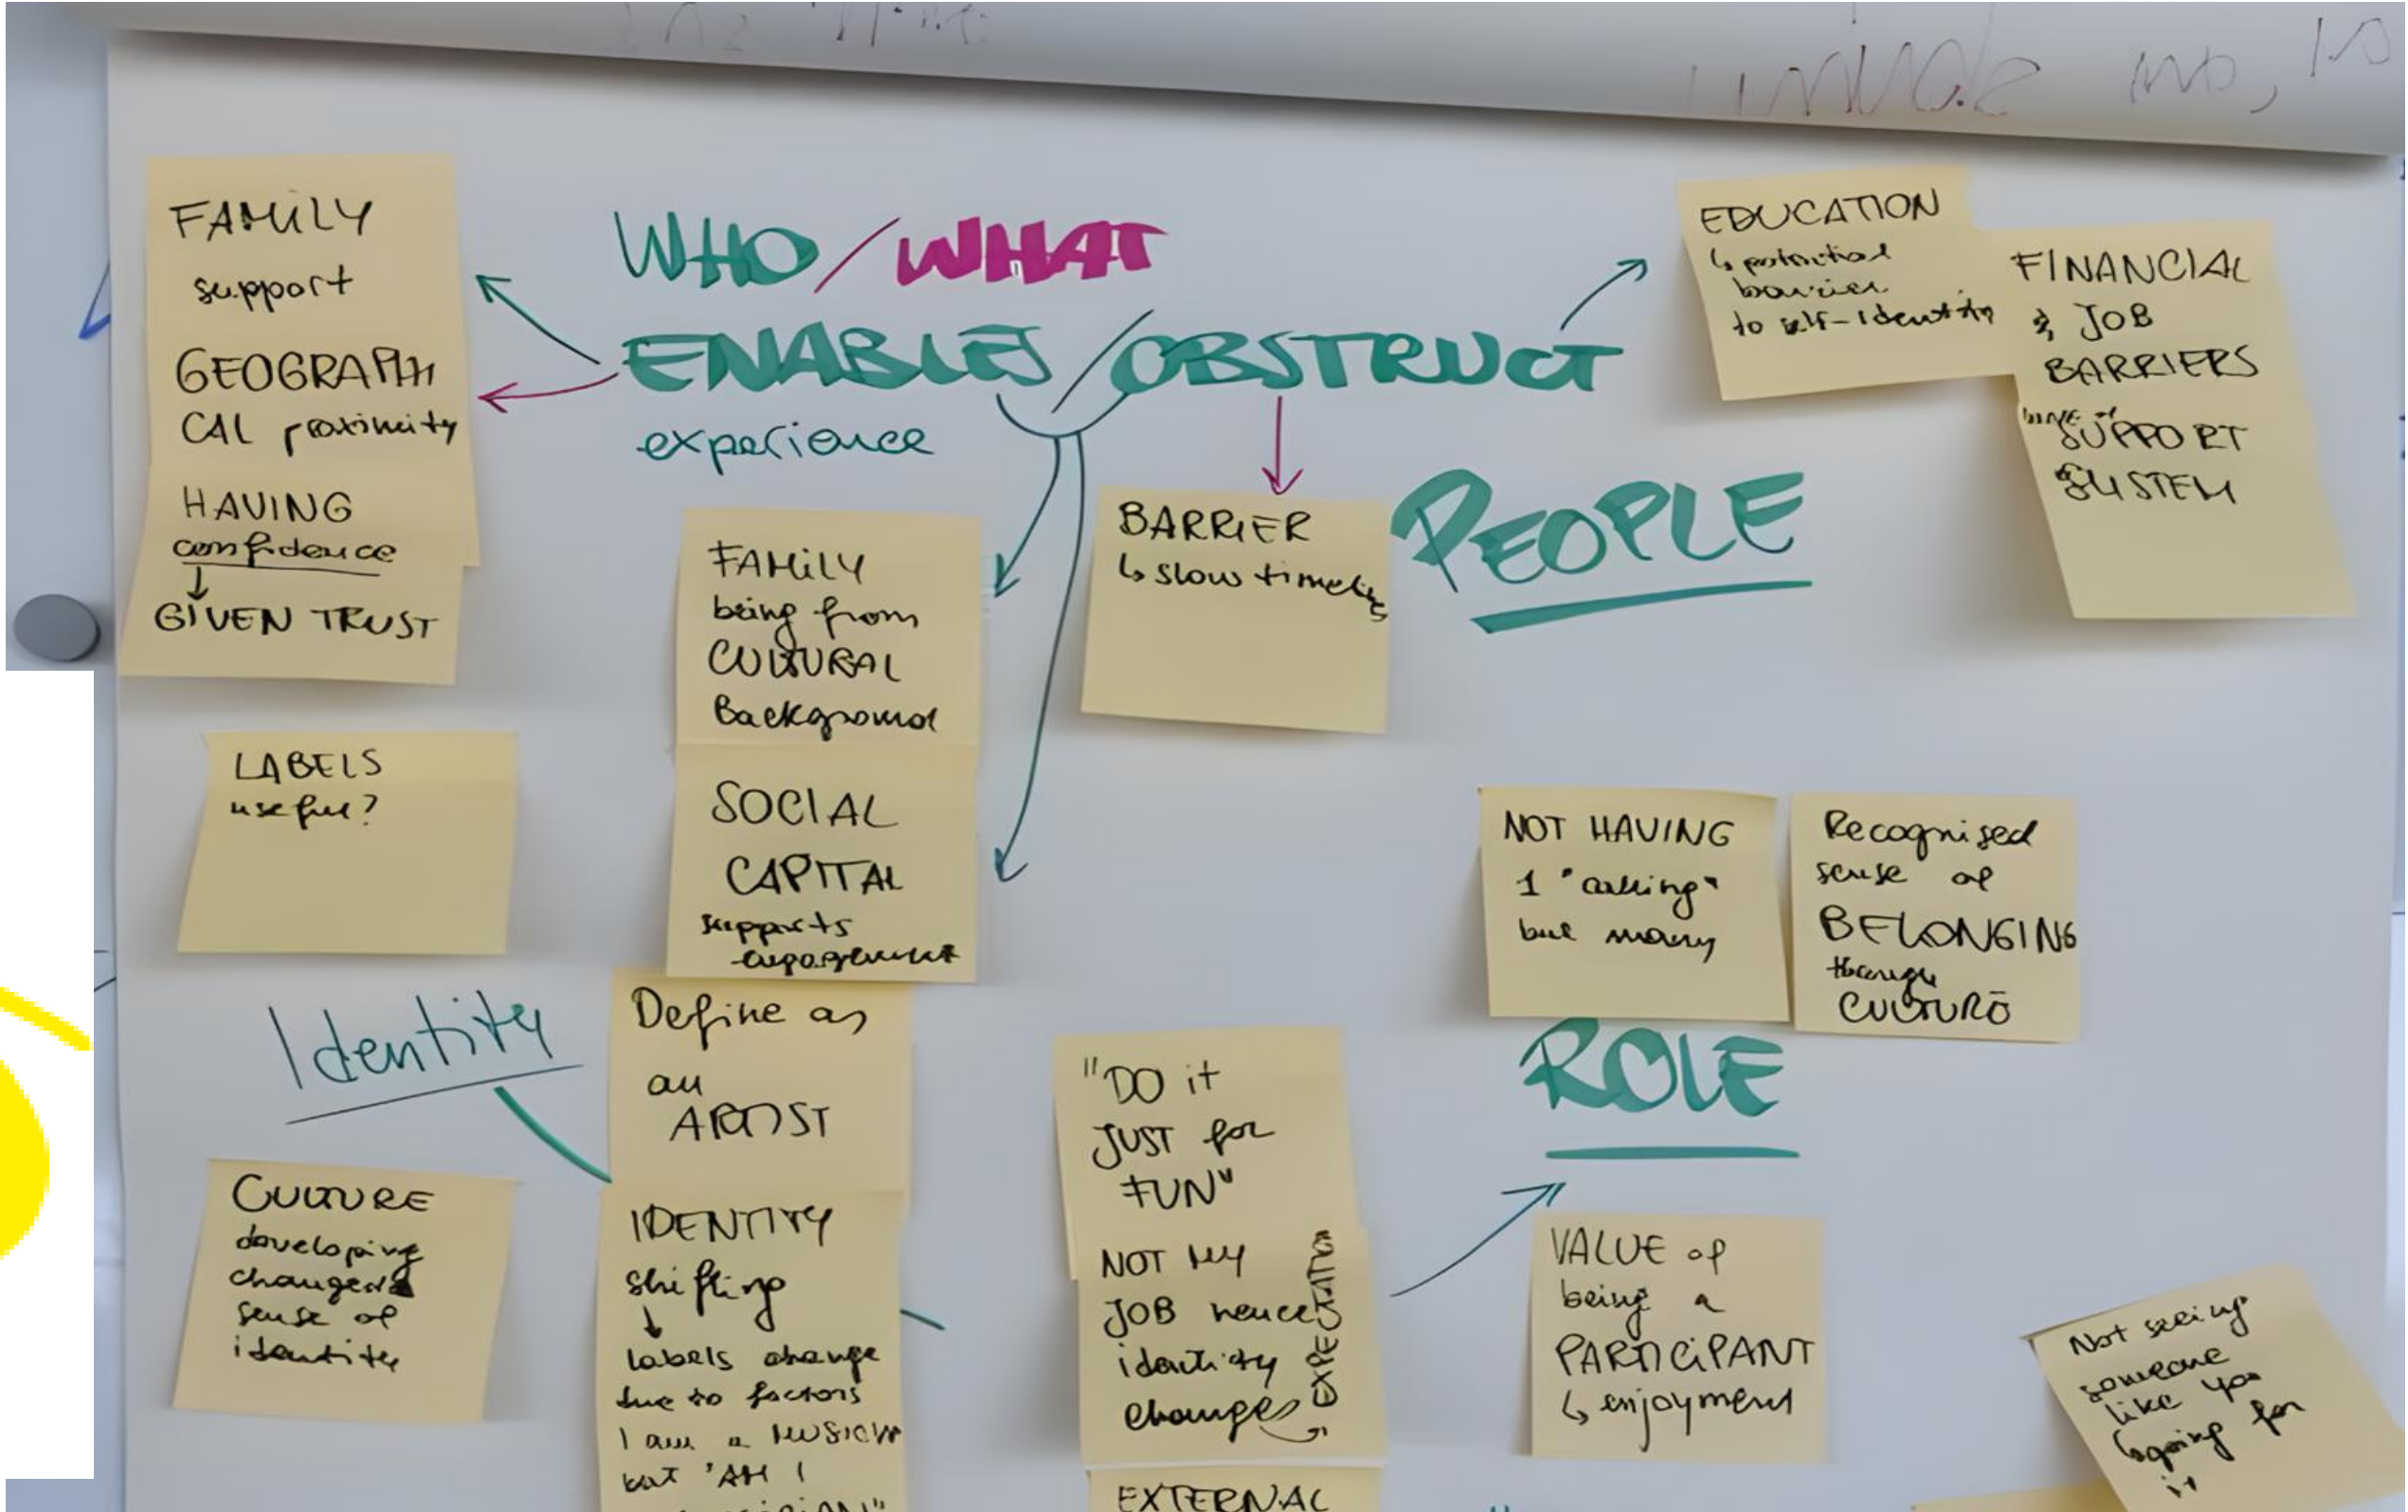 FAMILY
support
GEOGRAPHI
CAL proximity
HAVING
confidence
↓
GIVEN TRUST
WHO/WHAT
ENABLES/OBSTRUCT
experience
EDUCATION
↳ potential
barrier
to self-identity
FINANCIAL
& JOB
BARRIERS
SUPPORT
SYSTEM
FAMILY
being from
CULTURAL
Background
BARRIER
↳ slow timelines
PEOPLE
LABELS
useful?
SOCIAL
CAPITAL
supports
engagement
NOT HAVING
1 "calling"
but many
Recognised
sense of
BELONGING
through
CULTURE
Identity
Define as
an
ARTIST
"DO it
JUST for
FUN"
ROLE
CULTURE
developing
changed
sense of
identity
IDENTITY
shifting
↓
labels change
due to factors
I am a MUSICIAN
but 'AM I
NOT MY
JOB hence
identity
changes
EXPECTATION
VALUE of
being a
PARTICIPANT
↳ enjoyment
Not seeing
someone
like you
going for
it
EXTERNAL